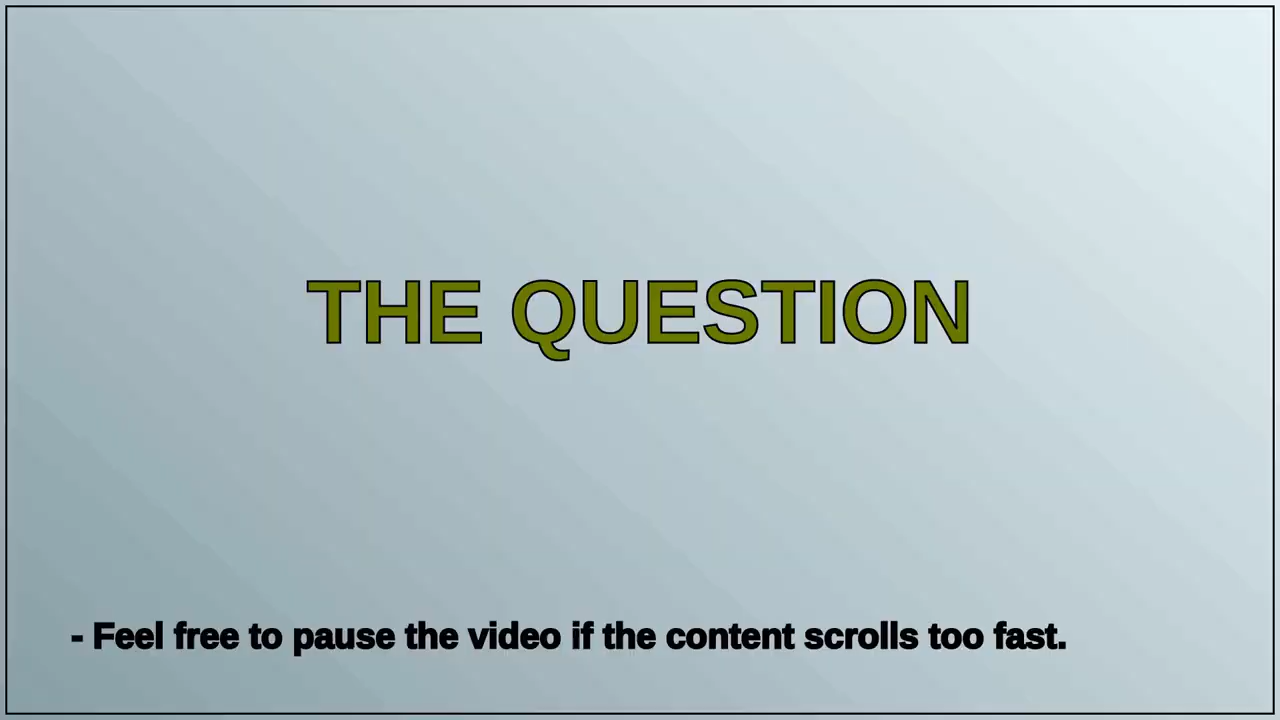 THE QUESTION
- Feel free to pause the video if the content scrolls too fast.